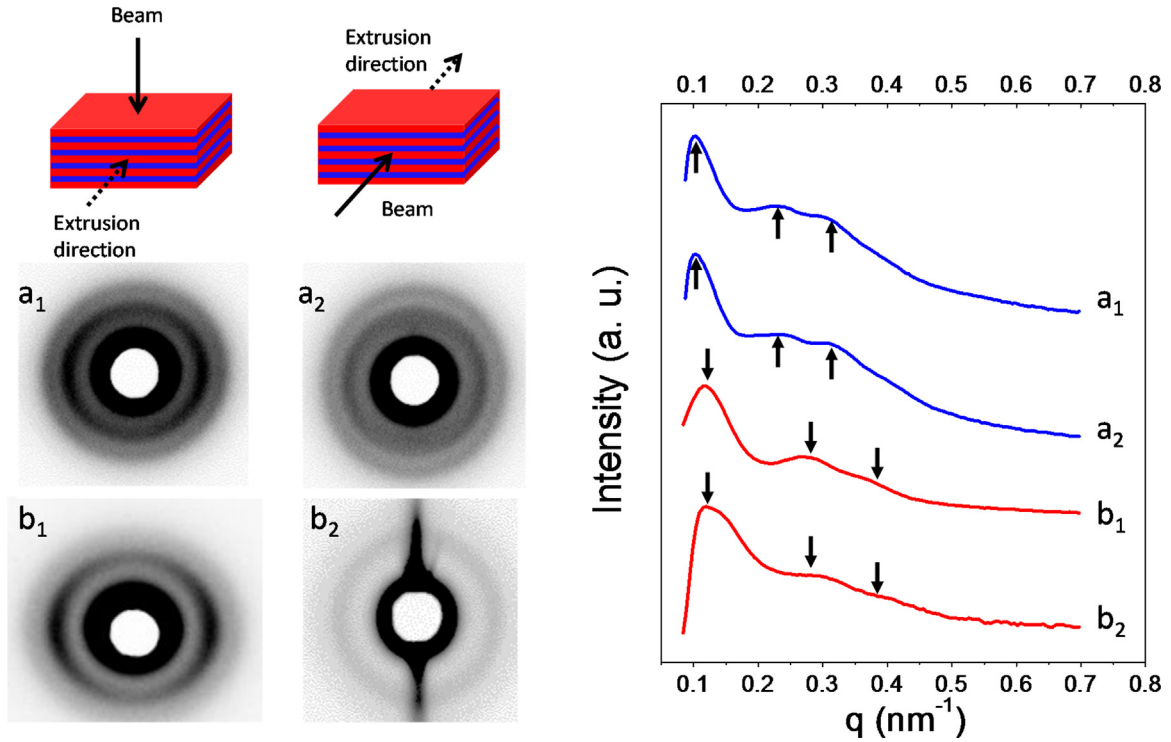 Beam
Extrusion
direction
Extrusion
direction
Beam
a1
a2
b1
b2
0.1 0.2 0.3 0.4 0.5 0.6 0.7 0.8
Intensity (a. u.)
a1
a2
b1
b2
0.1 0.2 0.3 0.4 0.5 0.6 0.7 0.8
q (nm-1)